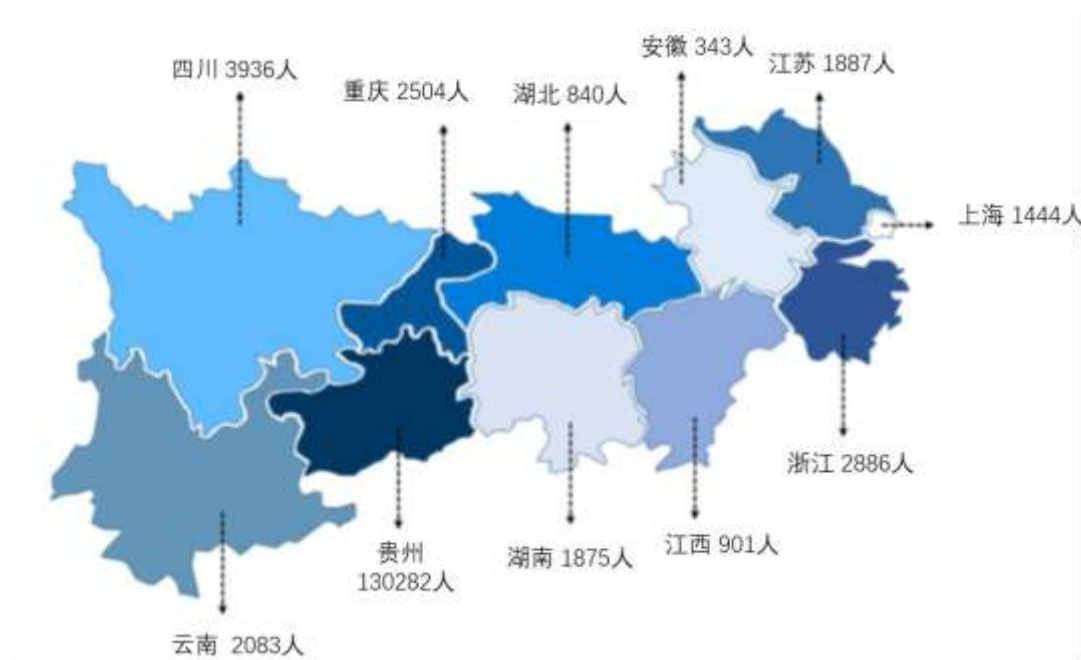 安徽 343人
江苏 1887人
四川 3936人
重庆 2504人
湖北 840人
上海 1444人
浙江 2886人
江西 901人
湖南 1875人
贵州
130282人
云南 2083人